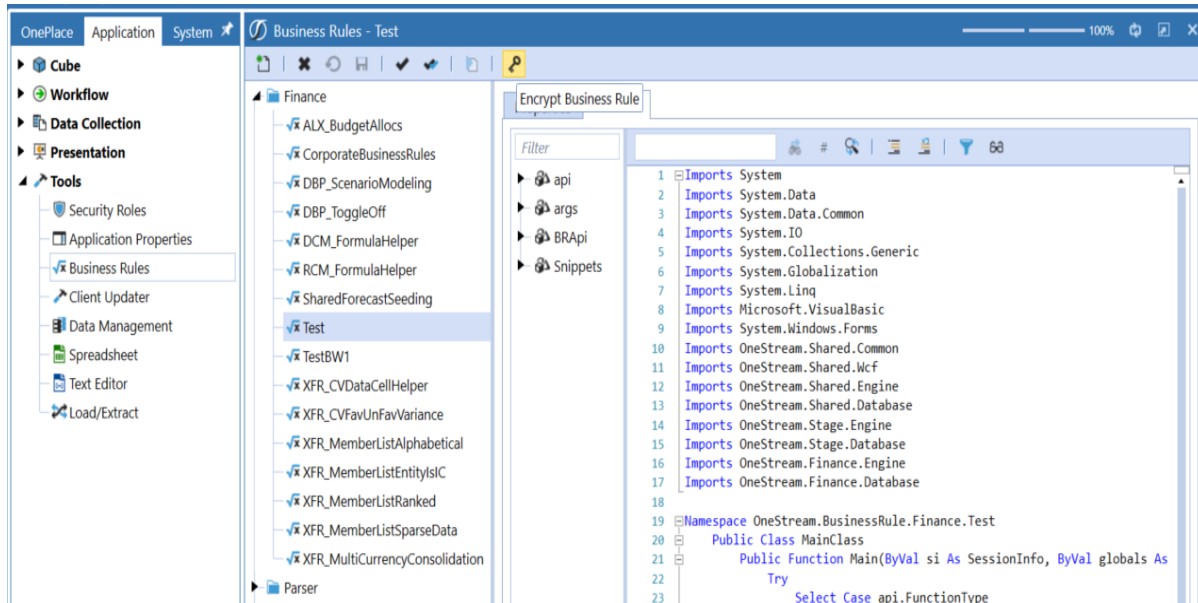 OnePlace Application System
Business Rules - Test
100%
Cube
Workflow
Data Collection
Presentation
Tools
Security Roles
Application Properties
Business Rules
Client Updater
Data Management
Spreadsheet
Text Editor
Load/Extract
Finance
ALX_BudgetAllocs
CorporateBusinessRules
DBP_ScenarioModeling
DBP_ToggleOff
DCM_FormulaHelper
RCM_FormulaHelper
SharedForecastSeeding
Test
TestBW1
XFR_CVDataCellHelper
XFR_CVFavUnFavVariance
XFR_MemberListAlphabetical
XFR_MemberListEntityIsIC
XFR_MemberListRanked
XFR_MemberListSparseData
XFR_MultiCurrencyConsolidation
Parser
Encrypt Business Rule
Filter
api
args
BRApi
Snippets
#
1 Imports System
2 Imports System.Data
3 Imports System.Data.Common
4 Imports System.IO
5 Imports System.Collections.Generic
6 Imports System.Globalization
7 Imports System.Linq
8 Imports Microsoft.VisualBasic
9 Imports System.Windows.Forms
10 Imports OneStream.Shared.Common
11 Imports OneStream.Shared.Wcf
12 Imports OneStream.Shared.Engine
13 Imports OneStream.Shared.Database
14 Imports OneStream.Stage.Engine
15 Imports OneStream.Stage.Database
16 Imports OneStream.Finance.Engine
17 Imports OneStream.Finance.Database
18
19 Namespace OneStream.BusinessRule.Finance.Test
20 Public Class MainClass
21 Public Function Main(ByVal si As SessionInfo, ByVal globals As
22 Try
23 Select Case api.FunctionType